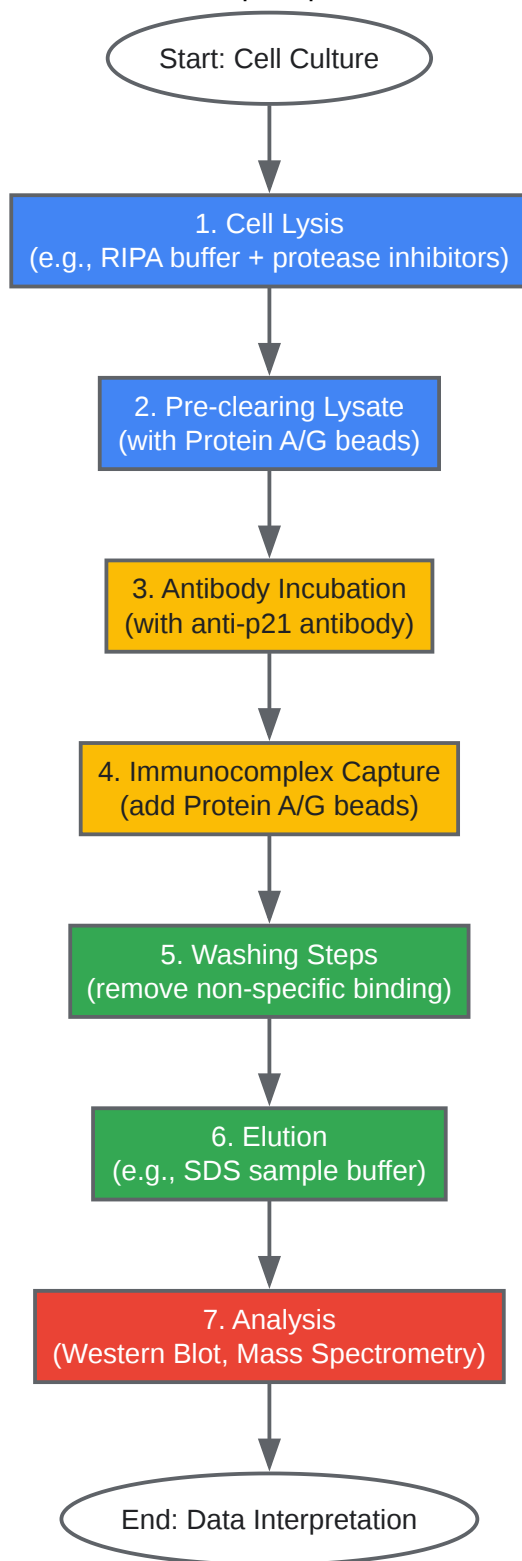 Start: Cell Culture
1. Cell Lysis
(e.g., RIPA buffer + protease inhibitors)
2. Pre-clearing Lysate
(with Protein A/G beads)
3. Antibody Incubation
(with anti-p21 antibody)
4. Immunocomplex Capture
(add Protein A/G beads)
5. Washing Steps
(remove non-specific binding)
6. Elution
(e.g., SDS sample buffer)
7. Analysis
(Western Blot, Mass Spectrometry)
End: Data Interpretation